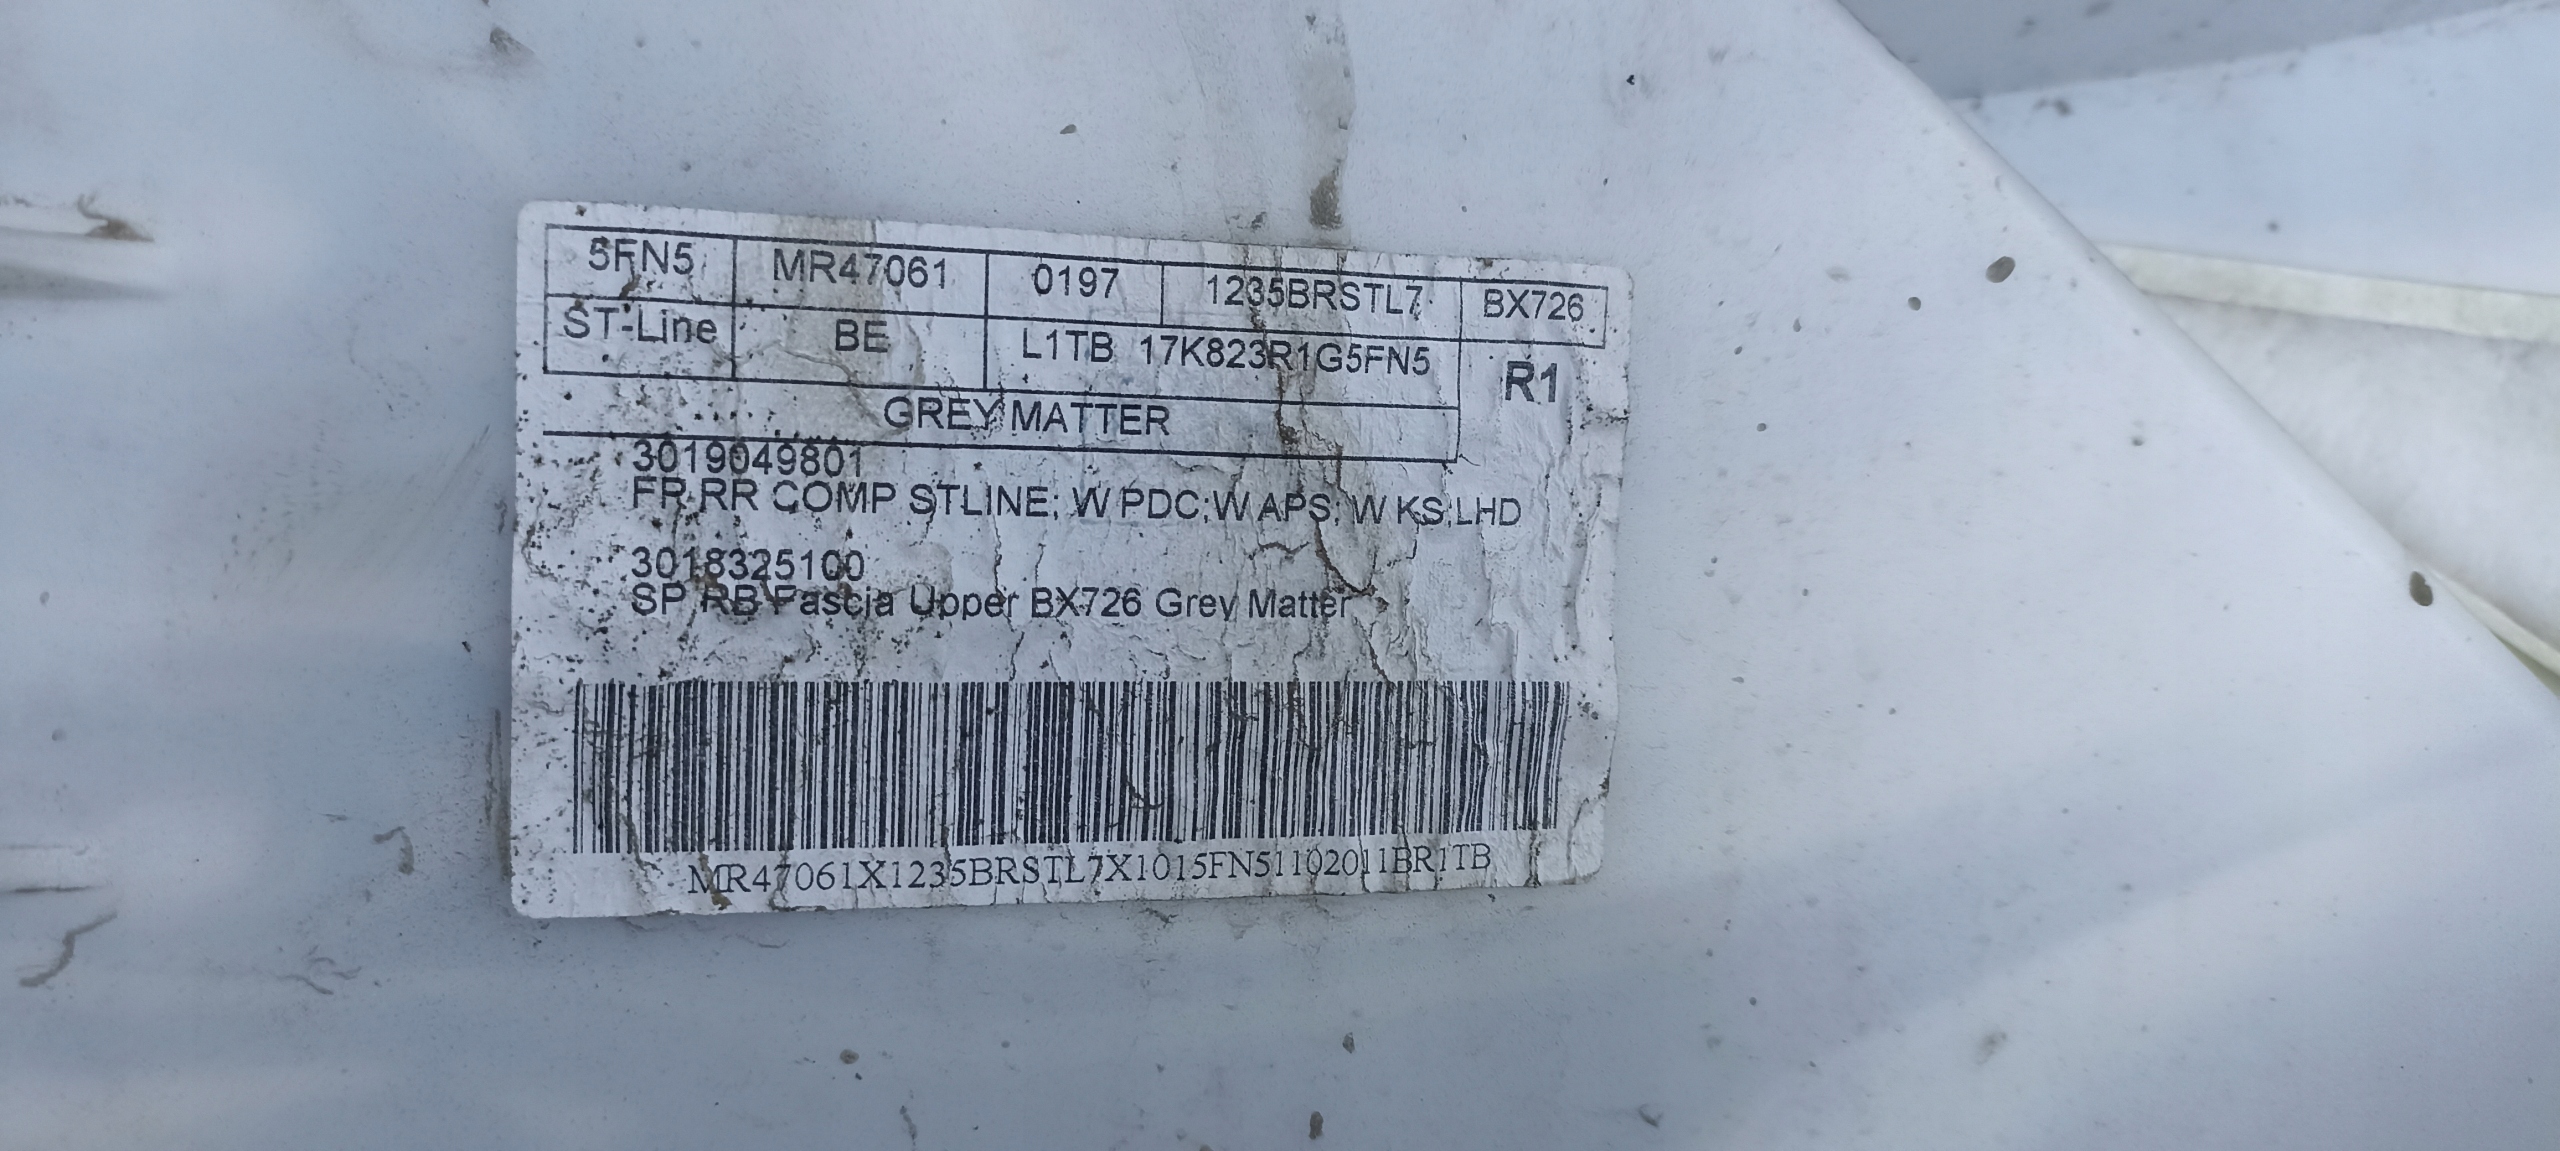 5FN5 MR47061 0197 1235BRSTL7 BX726
ST-Line BE L1TB 17K823R1G5FN5 R1
GREY MATTER
3019049801
FR RR COMP STLINE; W PDC;W APS; W KS;LHD
3018325100
SP RB Fascia Upper BX726 Grey Matter
MR47061X1235BRSTL7X1015FN51102011BR1TB